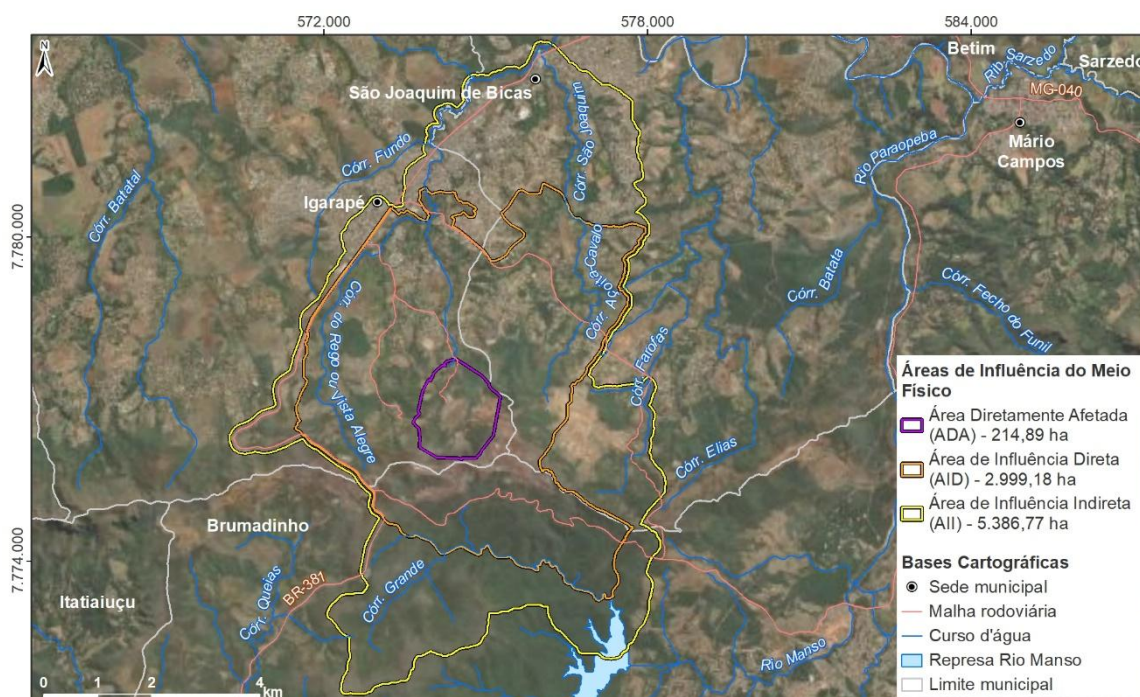 572.000
578.000
584.000
N
Betim
Rib. Sarzedo
Sarzedo
MG-040
São Joaquim de Bicas
Córr. São Joaquim
Rio Paraopeba
Mário
Campos
Córr. Fundo
Igarapé
Córr. Batatal
7.780.000
Córr. Batata
Córr. Fecho do Funil
Córr. do Rego ou Vista Alegre
Córr. Farofas
Córr. Elias
Brumadinho
7.774.000
Córr. Grande
BR-381
Córr. Queias
Itatiaiuçu
Rio Manso
0 1 2 4
km
Áreas de Influência do Meio
Físico
Área Diretamente Afetada
(ADA) - 214,89 ha
Área de Influência Direta
(AID) - 2.999,18 ha
Área de Influência Indireta
(AII) - 5.386,77 ha
Bases Cartográficas
Sede municipal
Malha rodoviária
Curso d'água
Represa Rio Manso
Limite municipal